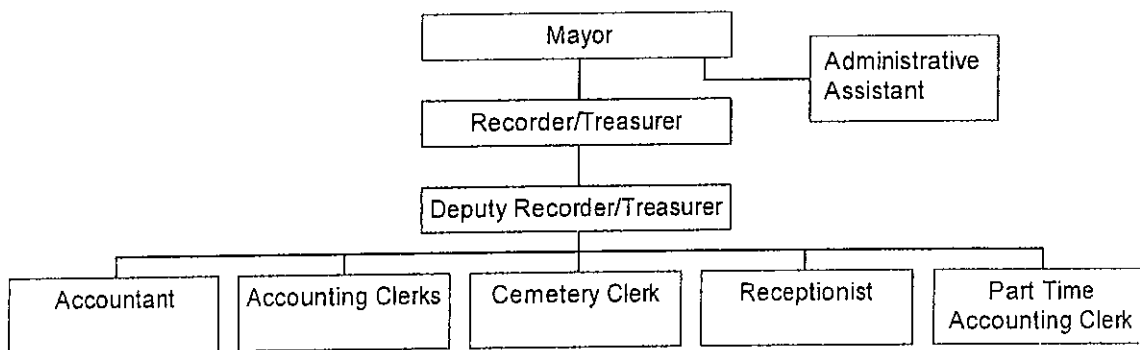 Mayor
Administrative
Assistant
Recorder/Treasurer
Deputy Recorder/Treasurer
Accountant
Accounting Clerks
Cemetery Clerk
Receptionist
Part Time
Accounting Clerk